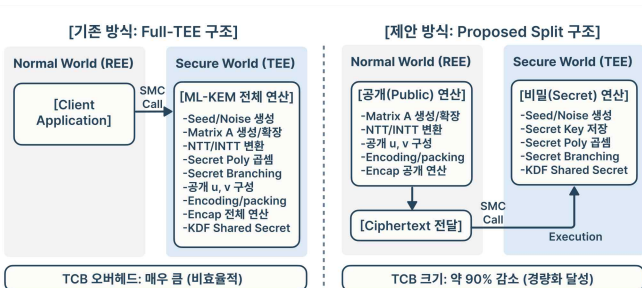 [기존 방식: Full-TEE 구조]
Normal World (REE)
Secure World (TEE)
[Client
Application]
SMC
Call
[ML-KEM 전체 연산]
-Seed/Noise 생성
-Matrix A 생성/확장
-NTT/INTT 변환
-Secret Poly 곱셈
-Secret Branching
-공개 u, v 구성
-Encoding/packing
-Encap 전체 연산
-KDF Shared Secret
TCB 오버헤드: 매우 큼 (비효율적)
[제안 방식: Proposed Split 구조]
Normal World (REE)
Secure World (TEE)
[공개(Public) 연산]
-Matrix A 생성/확장
-NTT/INTT 변환
-공개 u, v 구성
-Encoding/packing
-Encap 공개 연산
[Ciphertext 전달]
SMC
Call
[비밀(Secret) 연산]
-Seed/Noise 생성
-Secret Key 저장
-Secret Poly 곱셈
-Secret Branching
-KDF Shared Secret
Execution
TCB 크기: 약 90% 감소 (경량화 달성)